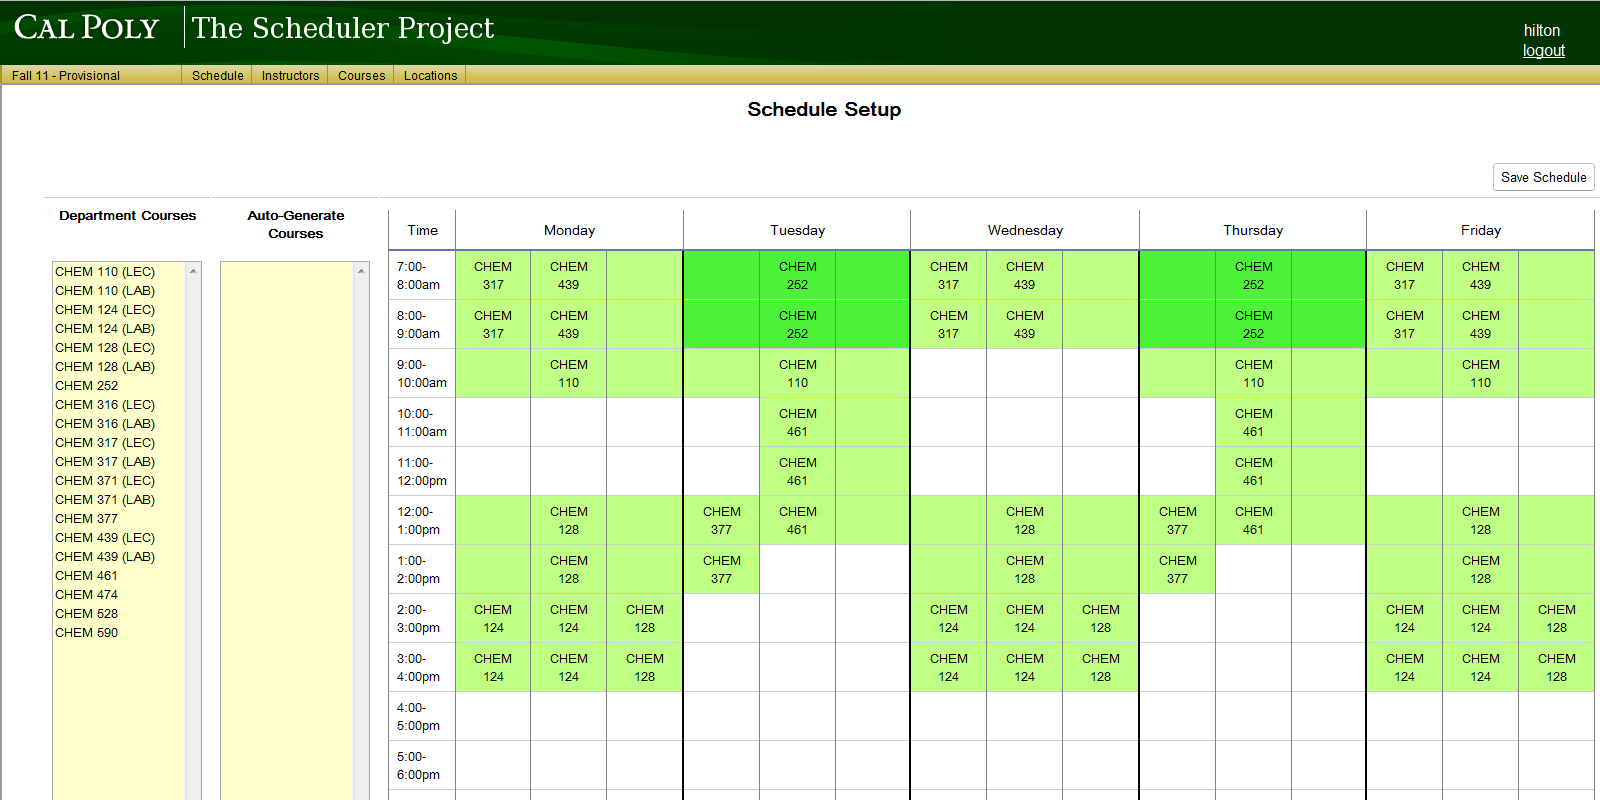 CAL POLY
The Scheduler Project
hilton
logout
Fall 11 - Provisional Schedule Instructors Courses Locations
Schedule Setup
Save Schedule
Department Courses
Auto-Generate
Courses
CHEM 110 (LEC)
CHEM 110 (LAB)
CHEM 124 (LEC)
CHEM 124 (LAB)
CHEM 128 (LEC)
CHEM 128 (LAB)
CHEM 252
CHEM 316 (LEC)
CHEM 316 (LAB)
CHEM 317 (LEC)
CHEM 317 (LAB)
CHEM 371 (LEC)
CHEM 371 (LAB)
CHEM 377
CHEM 439 (LEC)
CHEM 439 (LAB)
CHEM 461
CHEM 474
CHEM 528
CHEM 590
Time Monday Tuesday Wednesday Thursday Friday
7:00- CHEM CHEM CHEM CHEM CHEM CHEM CHEM CHEM
8:00am 317 439 252 317 439 252 317 439
8:00- CHEM CHEM CHEM CHEM CHEM CHEM CHEM CHEM
9:00am 317 439 252 317 439 252 317 439
9:00- CHEM CHEM CHEM CHEM
10:00am 110 110 110 110
10:00- CHEM CHEM
11:00am 461 461
11:00- CHEM CHEM
12:00pm 461 461
12:00- CHEM CHEM CHEM CHEM CHEM CHEM CHEM
1:00pm 128 377 461 128 377 461 128
1:00- CHEM CHEM CHEM CHEM CHEM
2:00pm 128 377 128 377 128
2:00- CHEM CHEM CHEM CHEM CHEM CHEM CHEM CHEM CHEM
3:00pm 124 124 128 124 124 128 124 124 128
3:00- CHEM CHEM CHEM CHEM CHEM CHEM CHEM CHEM CHEM
4:00pm 124 124 128 124 124 128 124 124 128
4:00-
5:00pm
5:00-
6:00pm